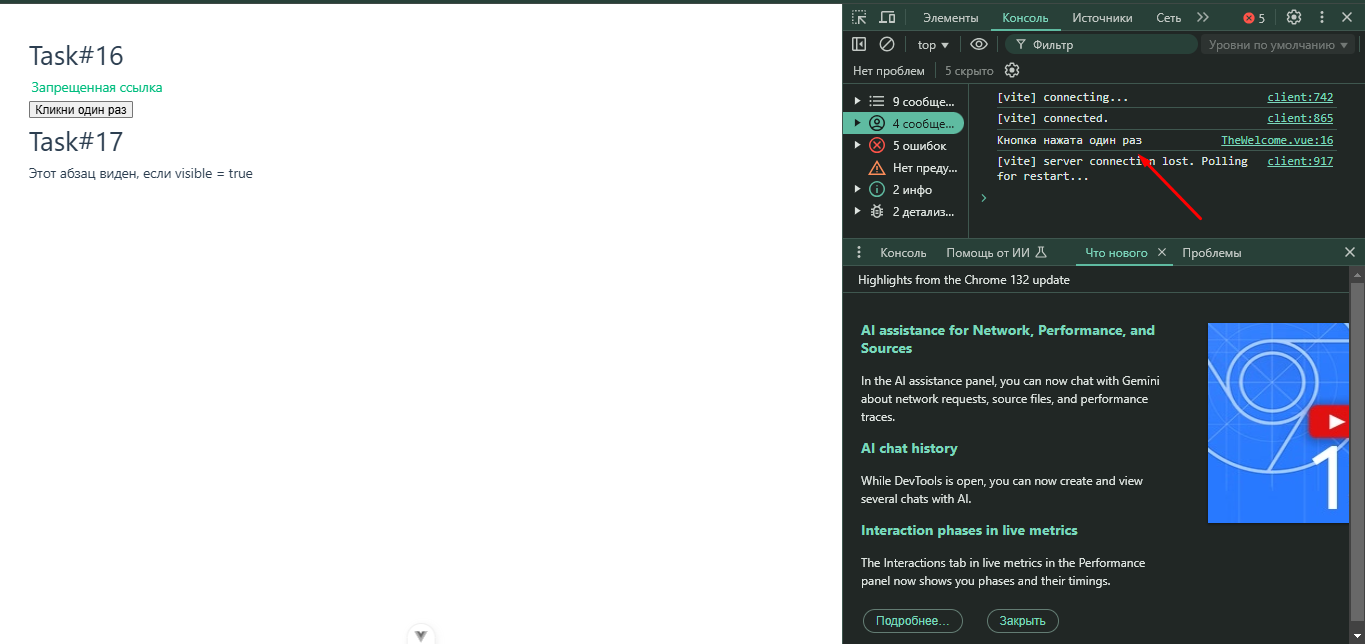 Task#16
Запрещенная ссылка
Кликни один раз
Task#17
Этот абзац виден, если visible = true
Элементы Консоль Источники Сеть 5
top Фильтр Уровни по умолчанию
Нет проблем 5 скрыто
9 сообще...
4 сообще...
5 ошибок
Нет преду...
2 инфо
2 детализ...
[vite] connecting... client:742
[vite] connected. client:865
Кнопка нажата один раз TheWelcome.vue:16
[vite] server connection lost. Polling client:917
for restart...
Консоль Помощь от ИИ Что нового Проблемы
Highlights from the Chrome 132 update
AI assistance for Network, Performance, and
Sources
In the AI assistance panel, you can now chat with Gemini
about network requests, source files, and performance
traces.
AI chat history
While DevTools is open, you can now create and view
several chats with AI.
Interaction phases in live metrics
The Interactions tab in live metrics in the Performance
panel now shows you phases and their timings.
Подробнее... Закрыть
1